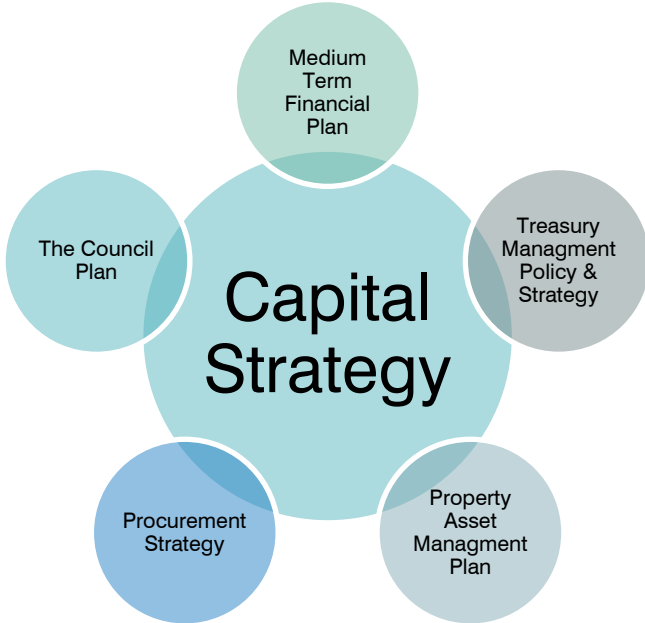 Medium
Term
Financial
Plan
The Council
Plan
Treasury
Managment
Policy &
Strategy
Capital
Strategy
Procurement
Strategy
Property
Asset
Managment
Plan